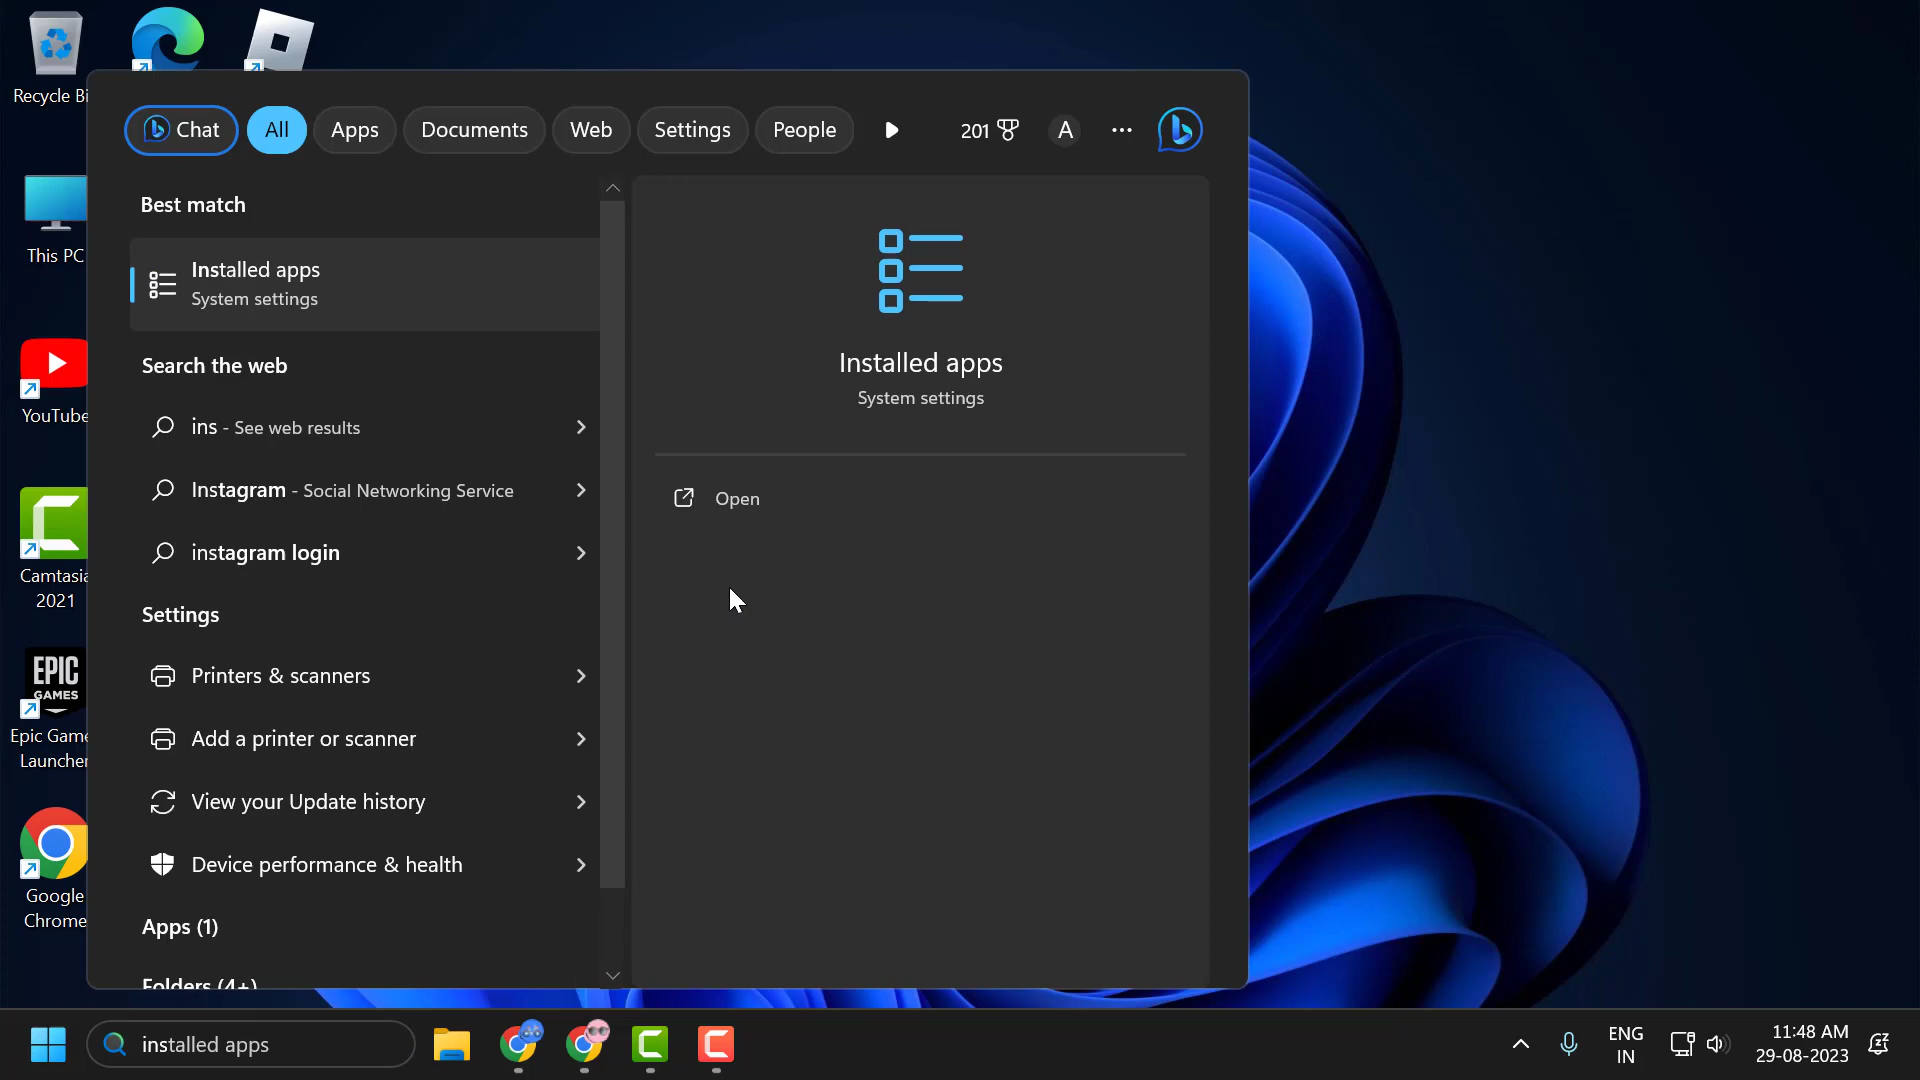 Recycle Bi
This PC
YouTube
Camtasia
2021
EPIC
GAMES
Epic Game
Launcher
Google
Chrome
Chat
All
Apps
Documents
Web
Settings
People
201
A
Best match
Installed apps
System settings
Search the web
ins - See web results
Instagram - Social Networking Service
instagram login
Settings
Printers & scanners
Add a printer or scanner
View your Update history
Device performance & health
Apps (1)
Folders (4+)
Installed apps
System settings
Open
installed apps
ENG
IN
11:48 AM
29-08-2023